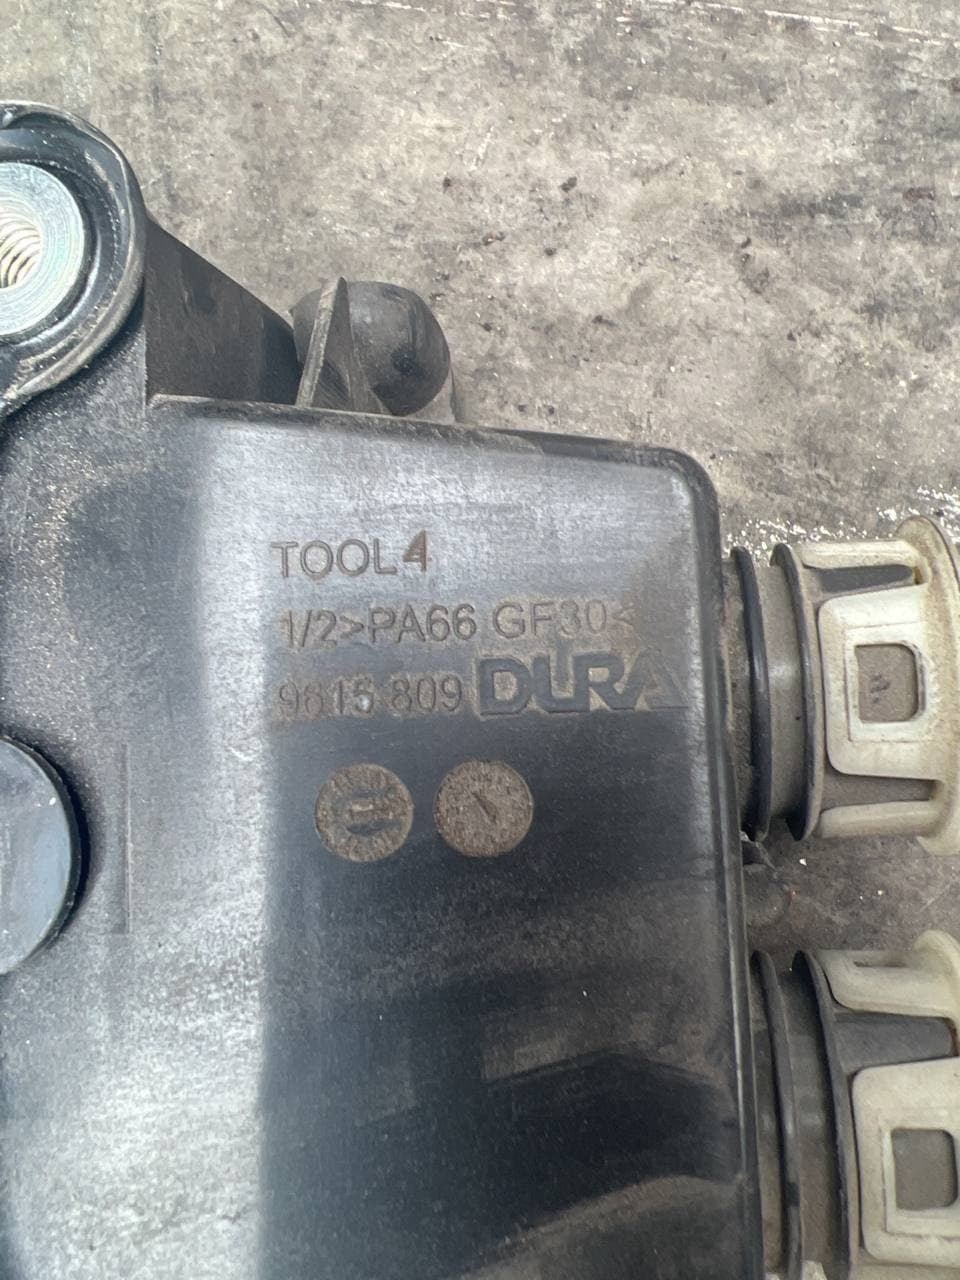 TOOL 4
1/2>PA66 GF30<
9815 809 DURA